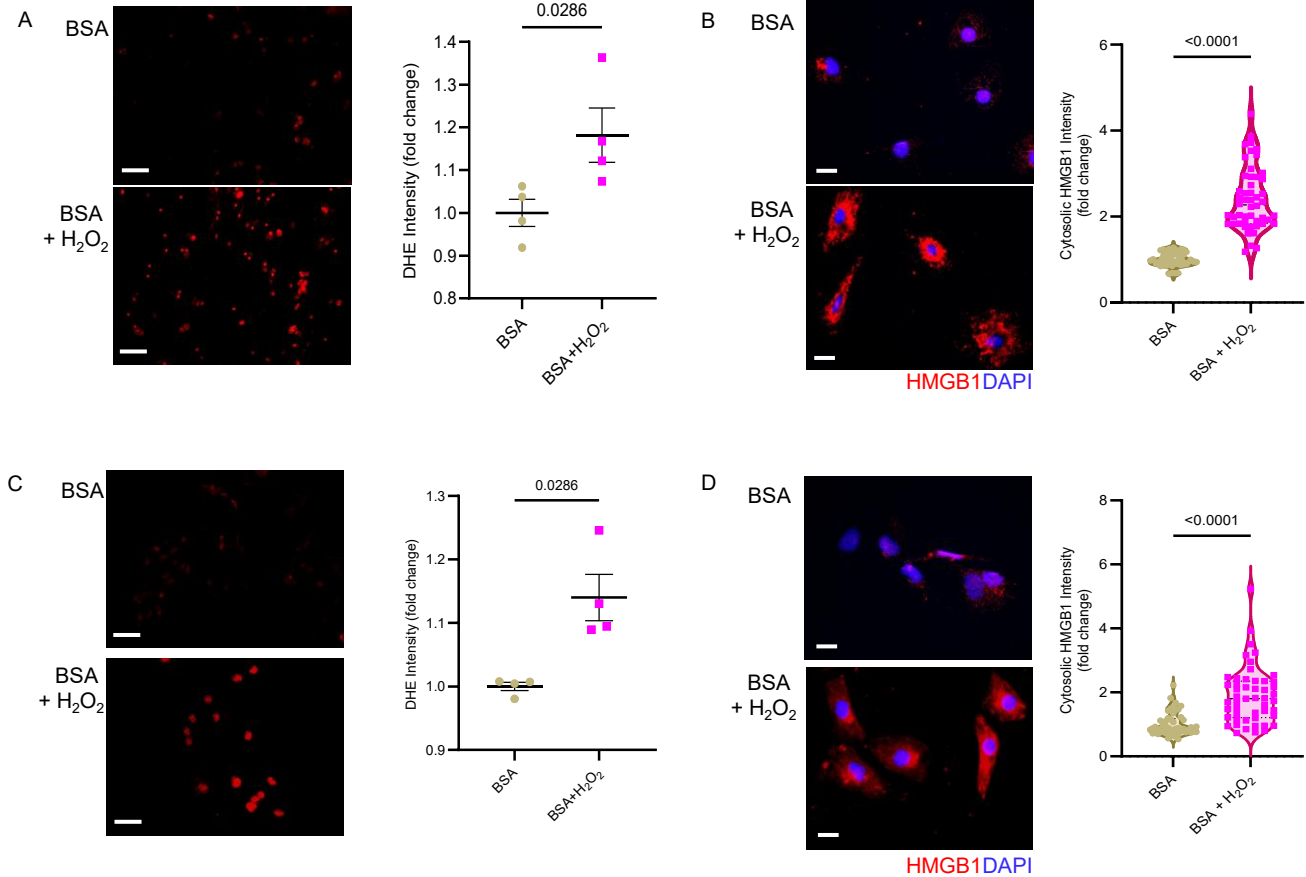 A
BSA
BSA
+ H₂O₂
0.0286
DHE Intensity (fold change)
1.4
1.3
1.2
1.1
1.0
0.9
0.8
BSA
BSA+H₂O₂
B
BSA
BSA
+ H₂O₂
HMGB1DAPI
<0.0001
Cytosolic HMGB1 Intensity
(fold change)
6
4
2
0
BSA
BSA + H₂O₂
C
BSA
BSA
+ H₂O₂
0.0286
DHE Intensity (fold change)
1.3
1.2
1.1
1.0
0.9
BSA
BSA+H₂O₂
D
BSA
BSA
+ H₂O₂
HMGB1DAPI
<0.0001
Cytosolic HMGB1 Intensity
(fold change)
8
6
4
2
0
BSA
BSA + H₂O₂